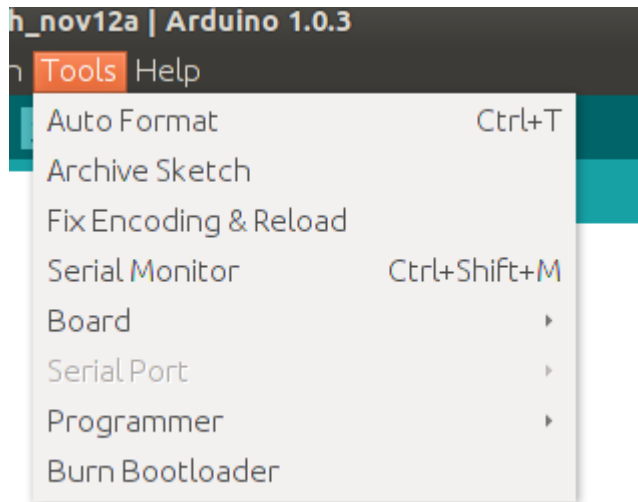 h_nov12a | Arduino 1.0.3
n Tools Help
Auto Format Ctrl+T
Archive Sketch
Fix Encoding & Reload
Serial Monitor Ctrl+Shift+M
Board
Serial Port
Programmer
Burn Bootloader